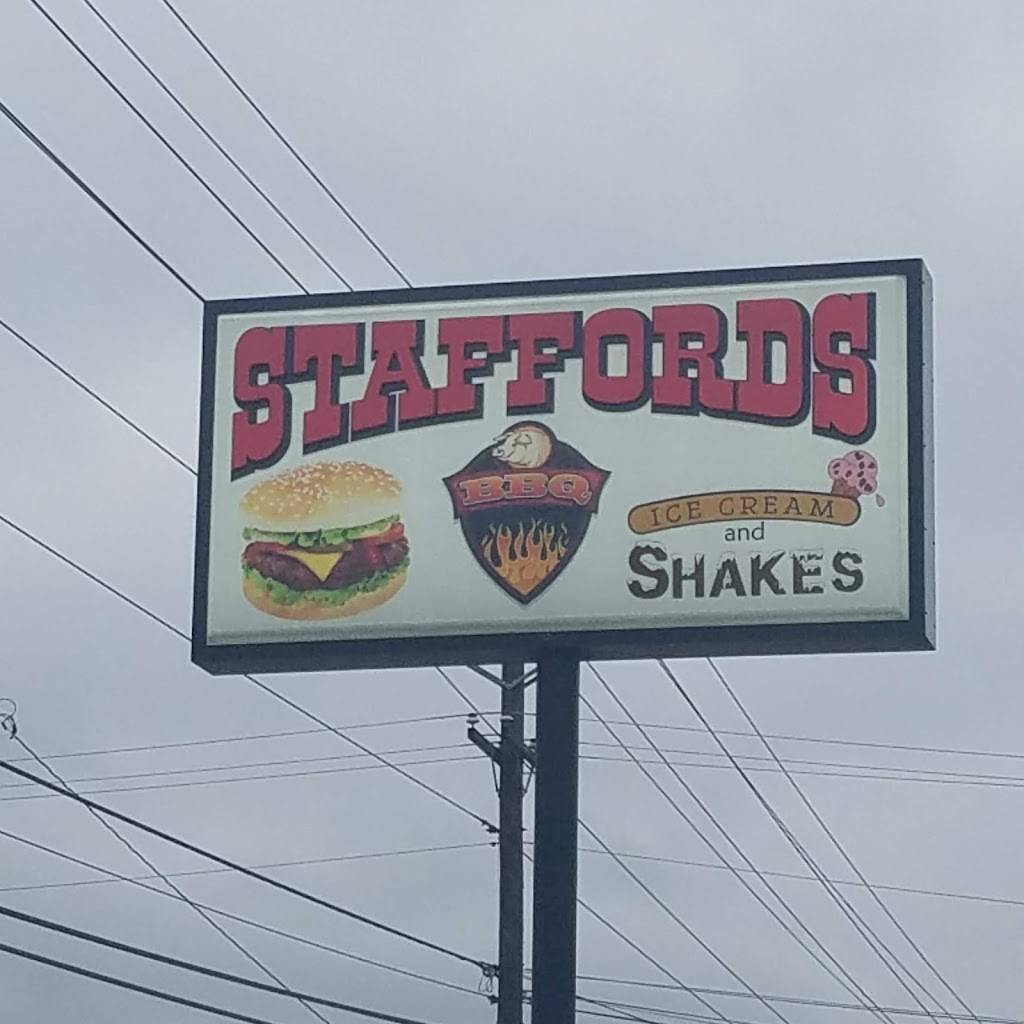 STAFFORDS
BBQ
ICE CREAM
and
SHAKES